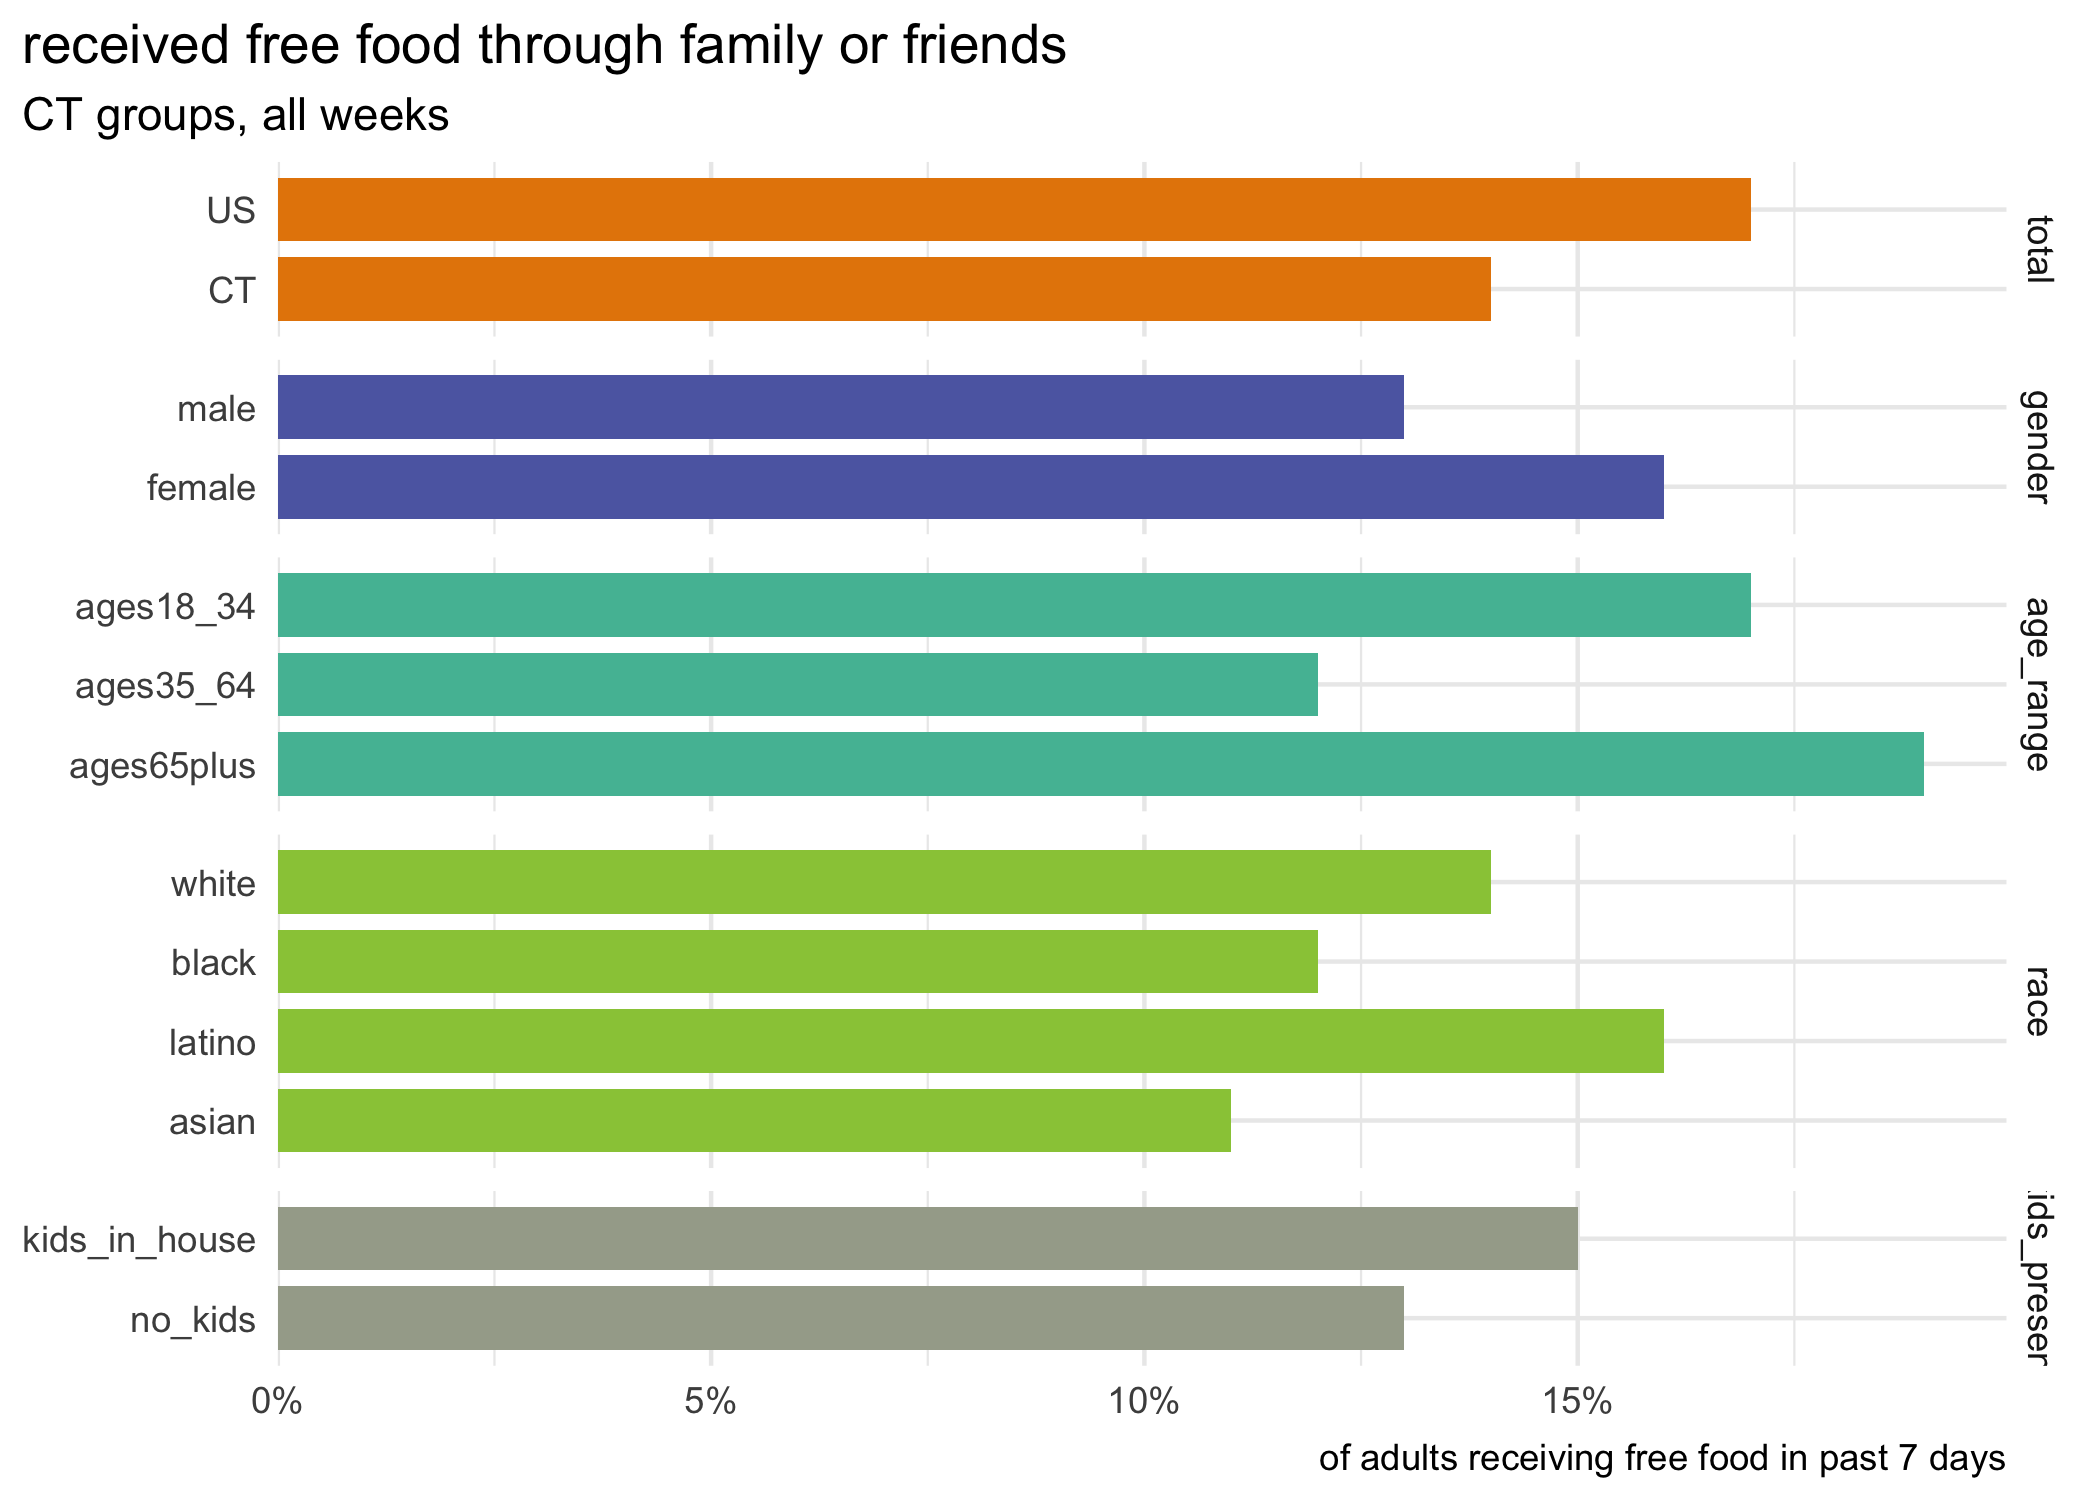 received free food through family or friends
CT groups, all weeks
US
CT
total
male
female
gender
ages18_34
ages35_64
ages65plus
age_range
white
black
latino
asian
race
kids_in_house
no_kids
ids_preser
0% 5% 10% 15%
of adults receiving free food in past 7 days